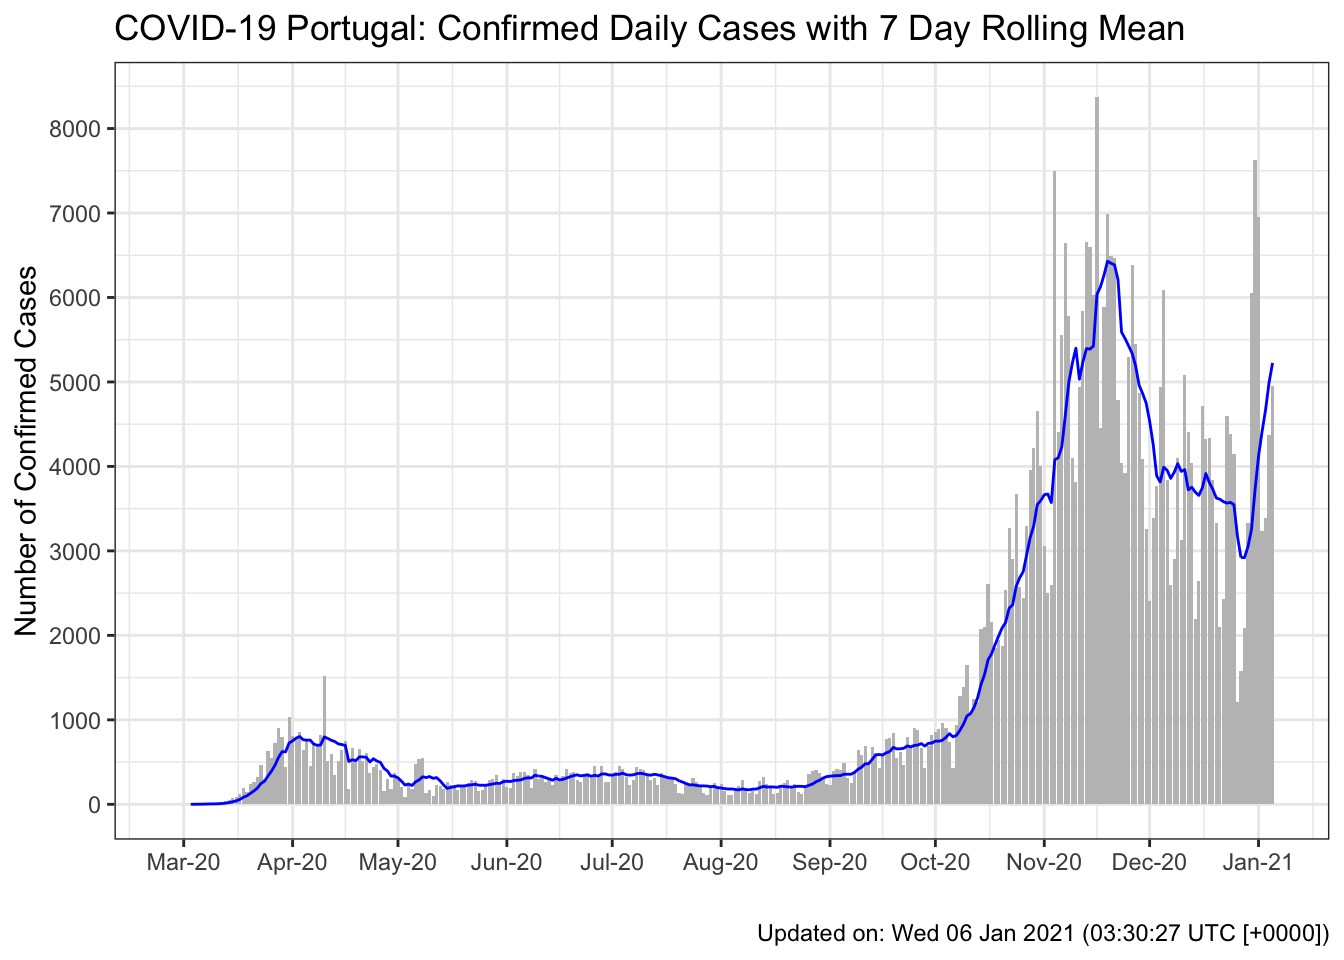 COVID-19 Portugal: Confirmed Daily Cases with 7 Day Rolling Mean
Number of Confirmed Cases
8000
7000
6000
5000
4000
3000
2000
1000
0
Mar-20 Apr-20 May-20 Jun-20 Jul-20 Aug-20 Sep-20 Oct-20 Nov-20 Dec-20 Jan-21
Updated on: Wed 06 Jan 2021 (03:30:27 UTC [+0000])